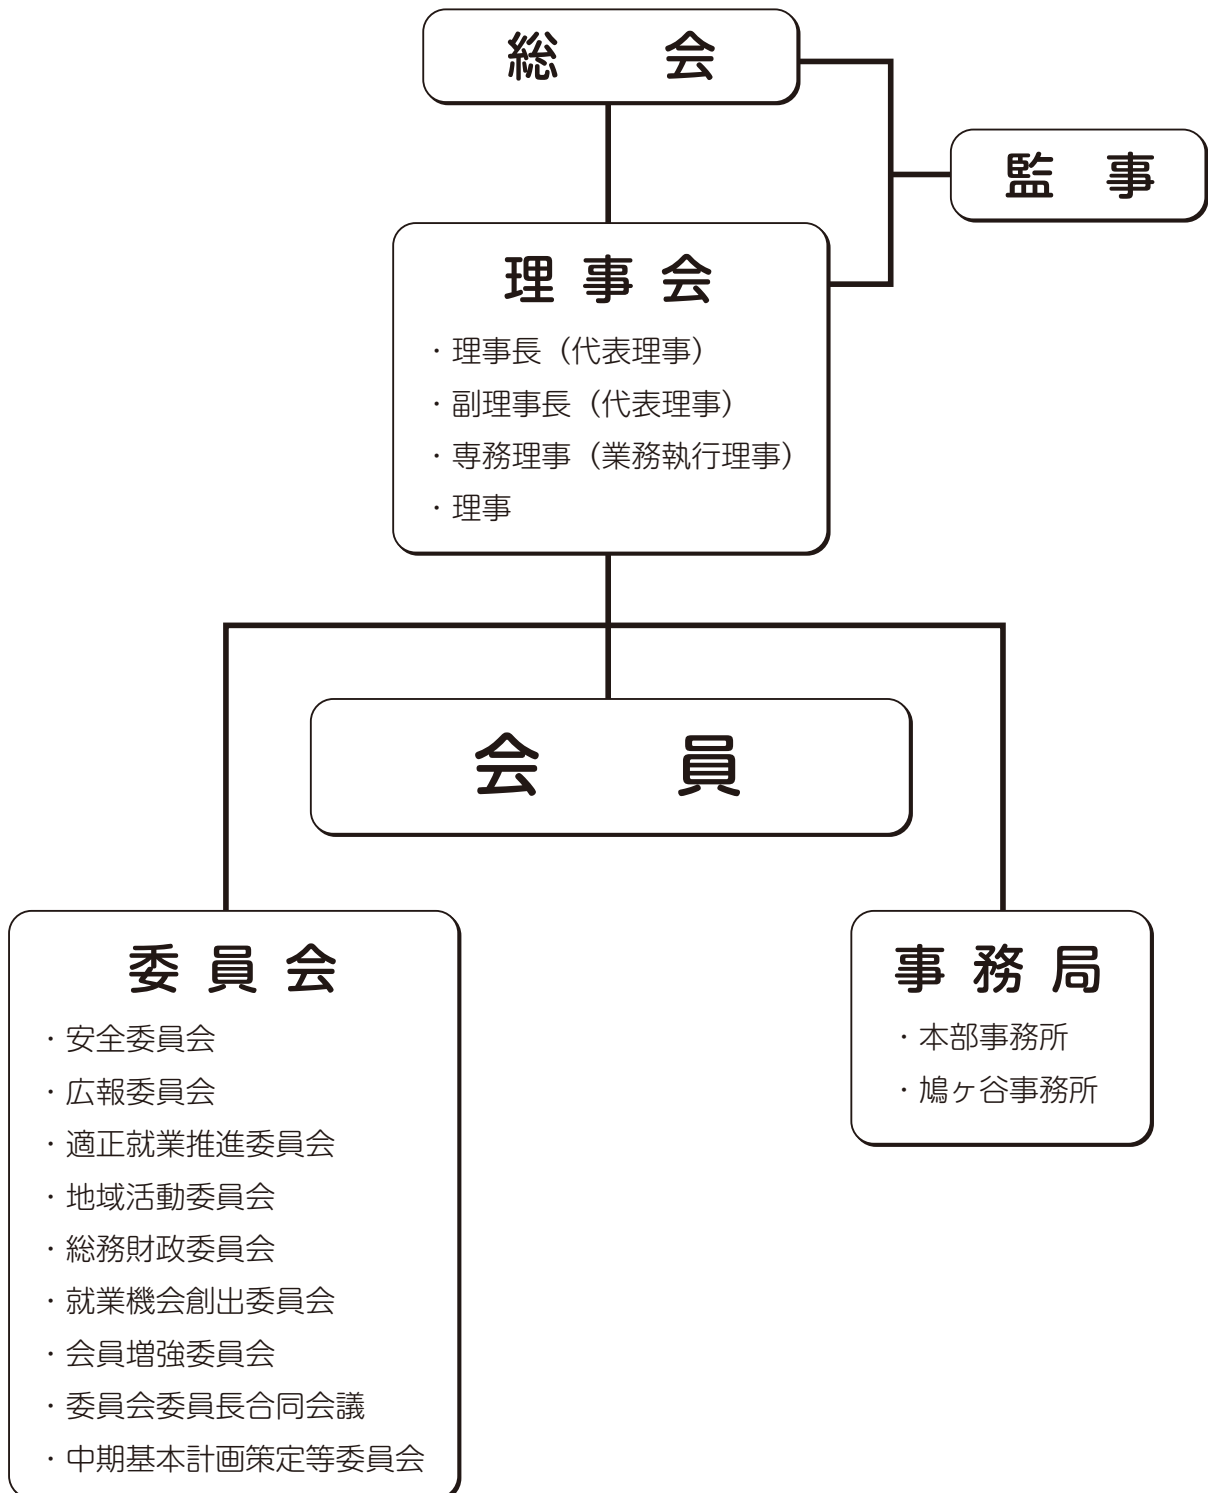 総　会
監　事
理事会
・理事長（代表理事）
・副理事長（代表理事）
・専務理事（業務執行理事）
・理事
会　員
委員会
・安全委員会
・広報委員会
・適正就業推進委員会
・地域活動委員会
・総務財政委員会
・就業機会創出委員会
・会員増強委員会
・委員会委員長合同会議
・中期基本計画策定等委員会
事務局
・本部事務所
・鳩ヶ谷事務所